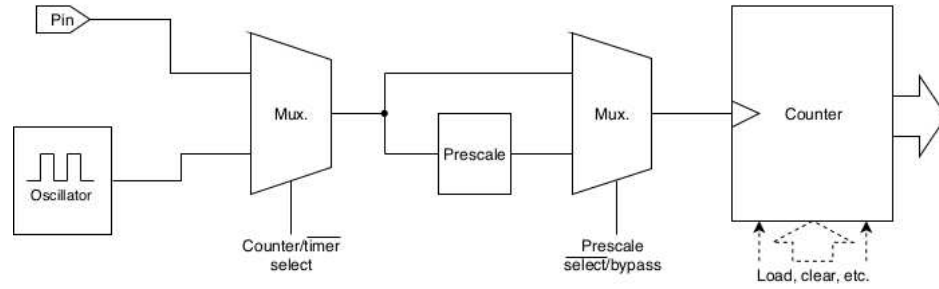 Pin
Mux.
Mux.
Counter
Prescale
Oscillator
Counter/timer
select
Prescale
select/bypass
Load, clear, etc.